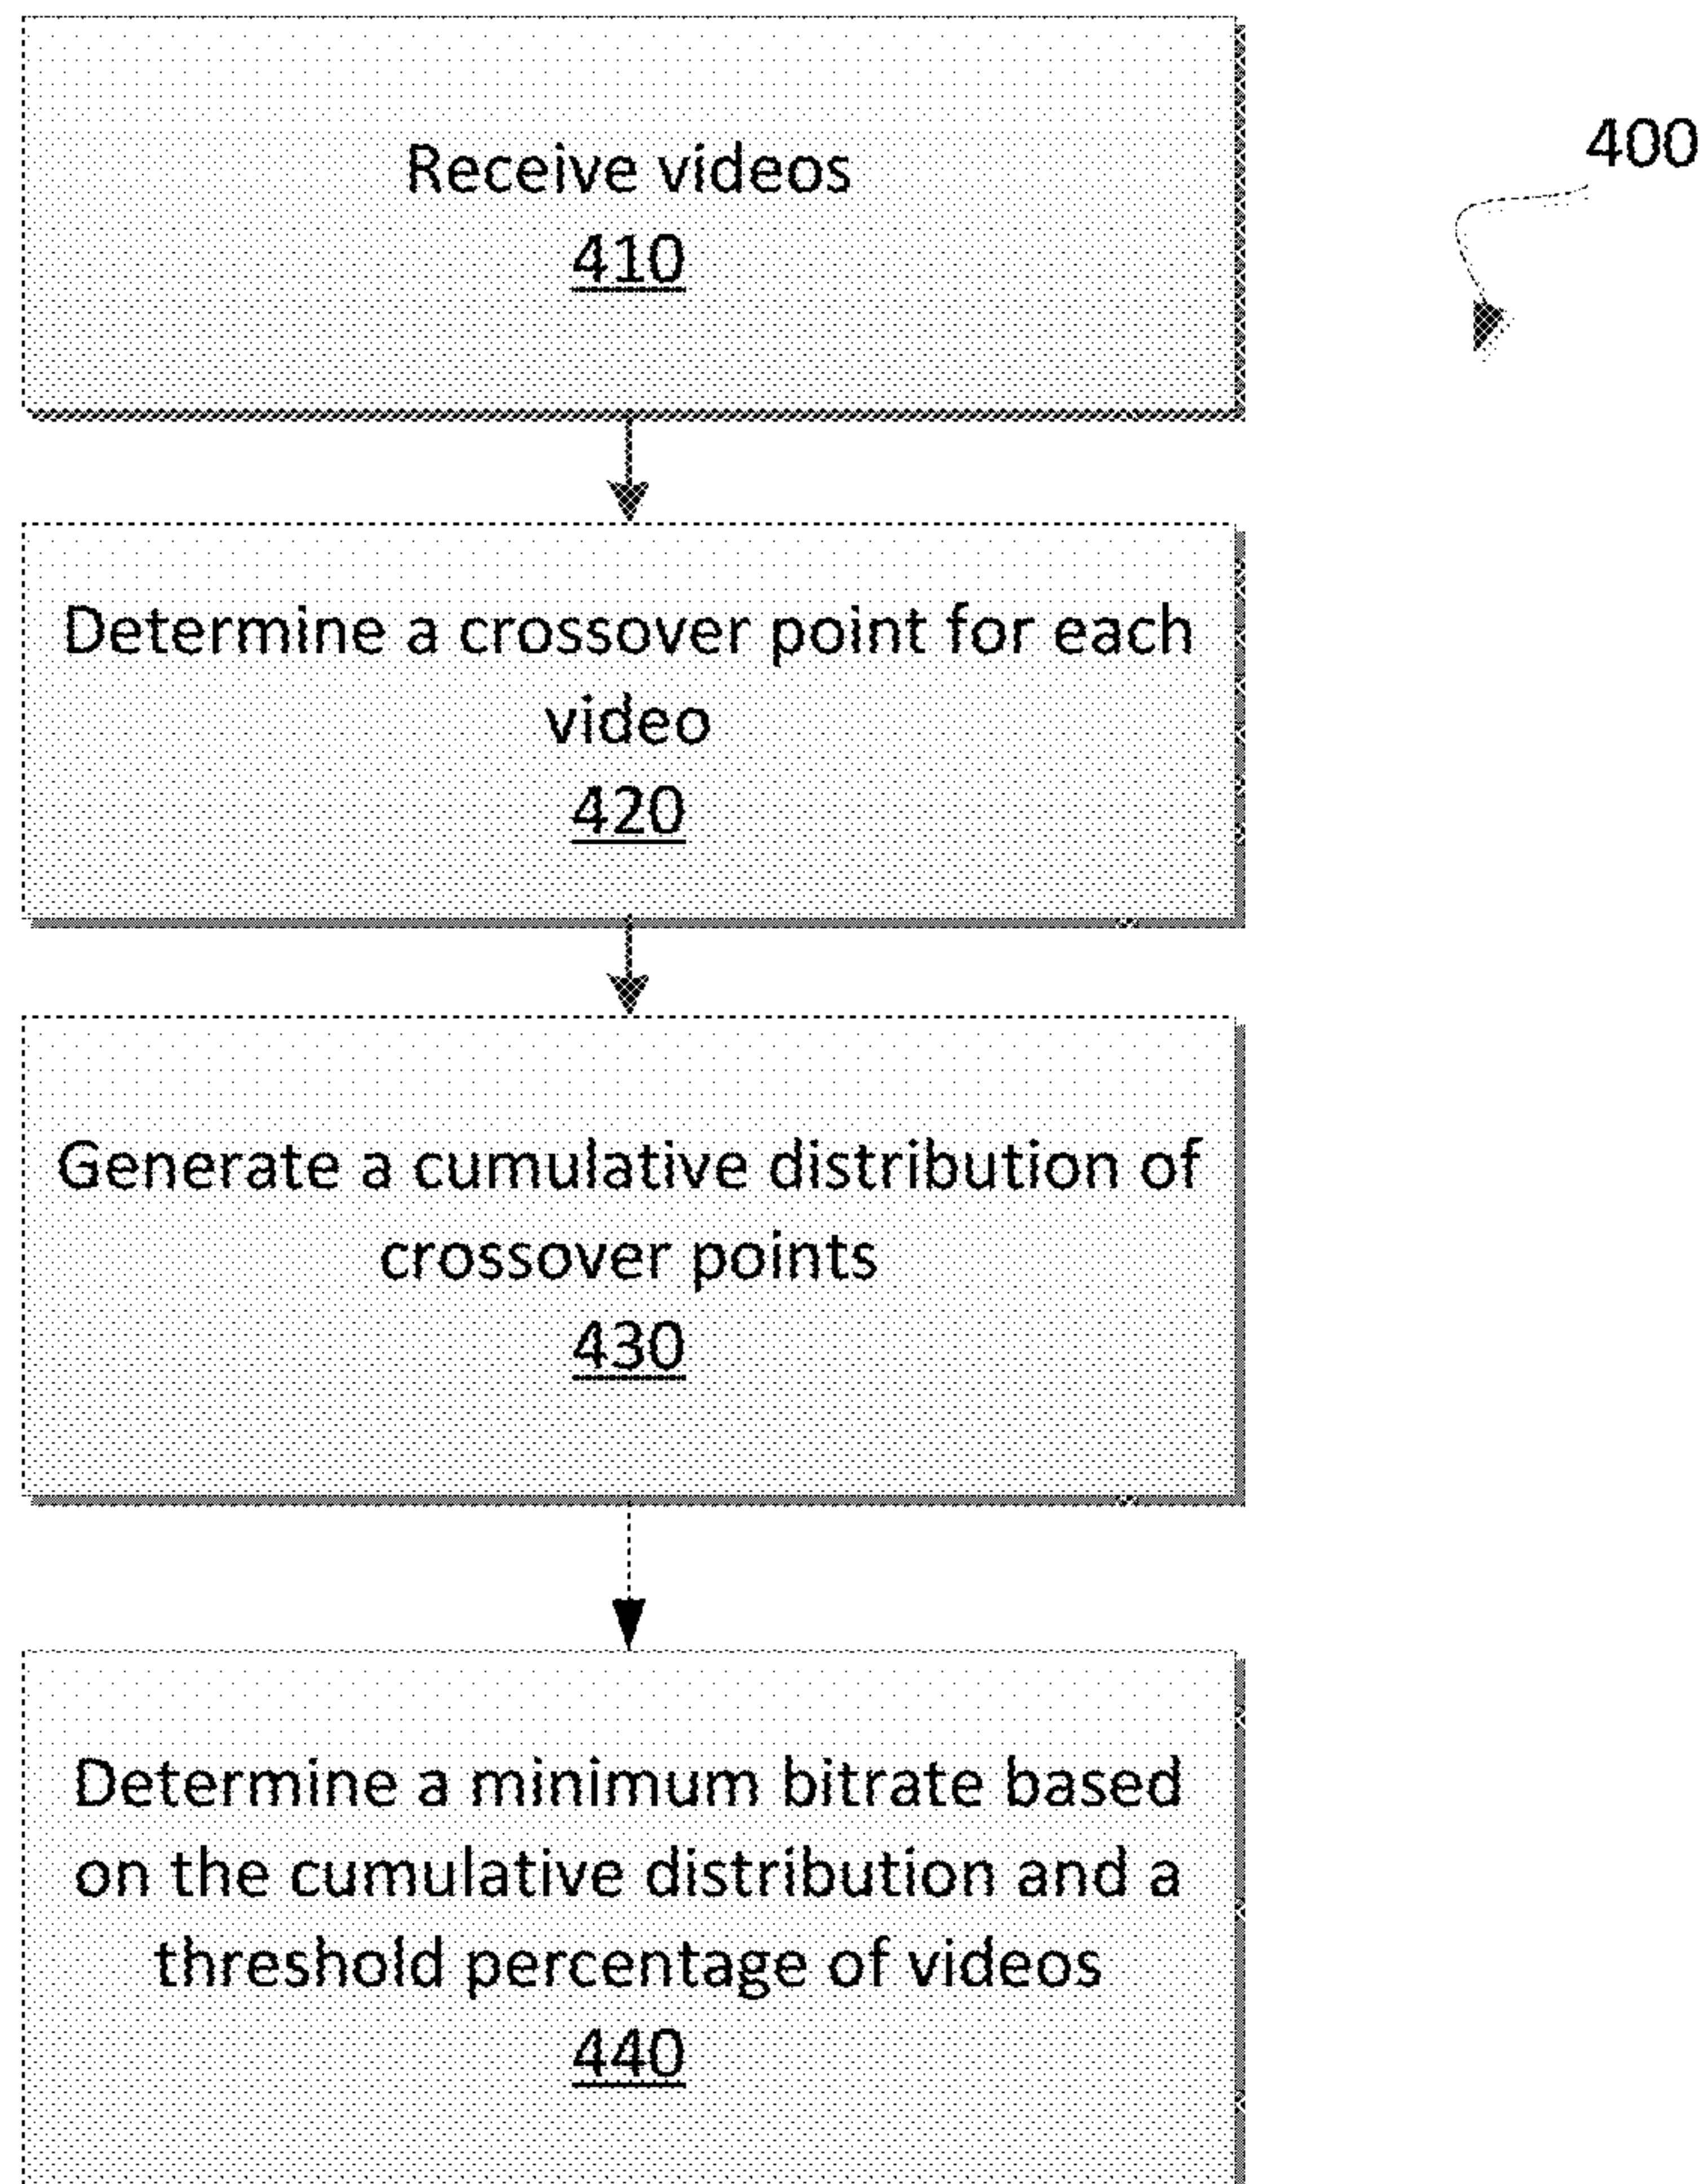 Receive videos
410
400
Determine a crossover point for each
video
420
Generate a cumulative distribution of
crossover points
430
Determine a minimum bitrate based
on the cumulative distribution and a
threshold percentage of videos
440